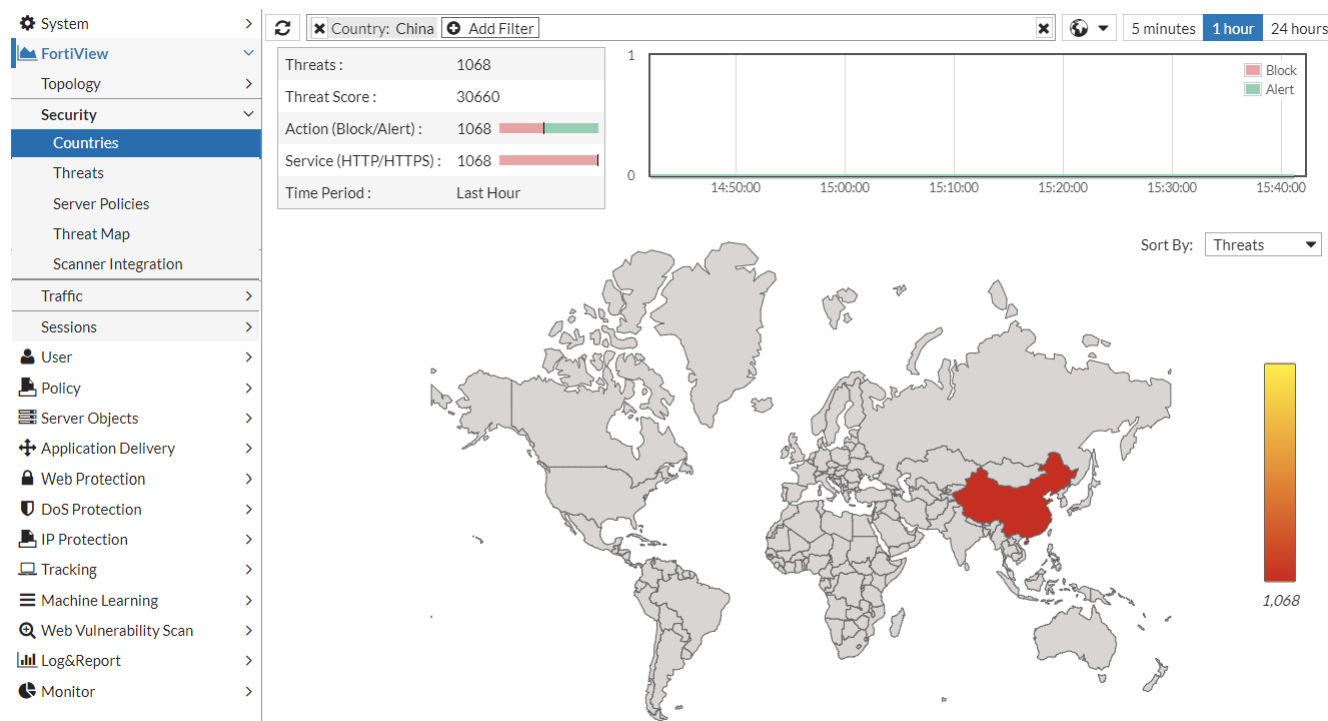 System
FortiView
Topology
Security
Countries
Threats
Server Policies
Threat Map
Scanner Integration
Traffic
Sessions
User
Policy
Server Objects
Application Delivery
Web Protection
DoS Protection
IP Protection
Tracking
Machine Learning
Web Vulnerability Scan
Log&Report
Monitor
Country: China Add Filter
5 minutes 1 hour 24 hours
Threats : 1068
Threat Score : 30660
Action (Block/Alert) : 1068
Service (HTTP/HTTPS) : 1068
Time Period : Last Hour
1
Block
Alert
0
14:50:00 15:00:00 15:10:00 15:20:00 15:30:00 15:40:00
Sort By: Threats
1,068